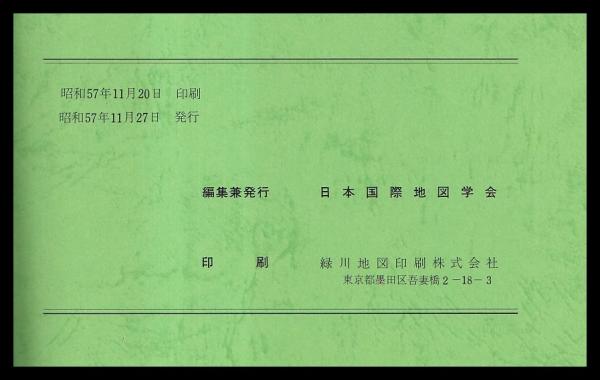 昭和57年11月20日 印刷
昭和57年11月27日 発行
編集兼発行 日本国際地図学会
印刷 緑川地図印刷株式会社
東京都墨田区吾妻橋2-18-3